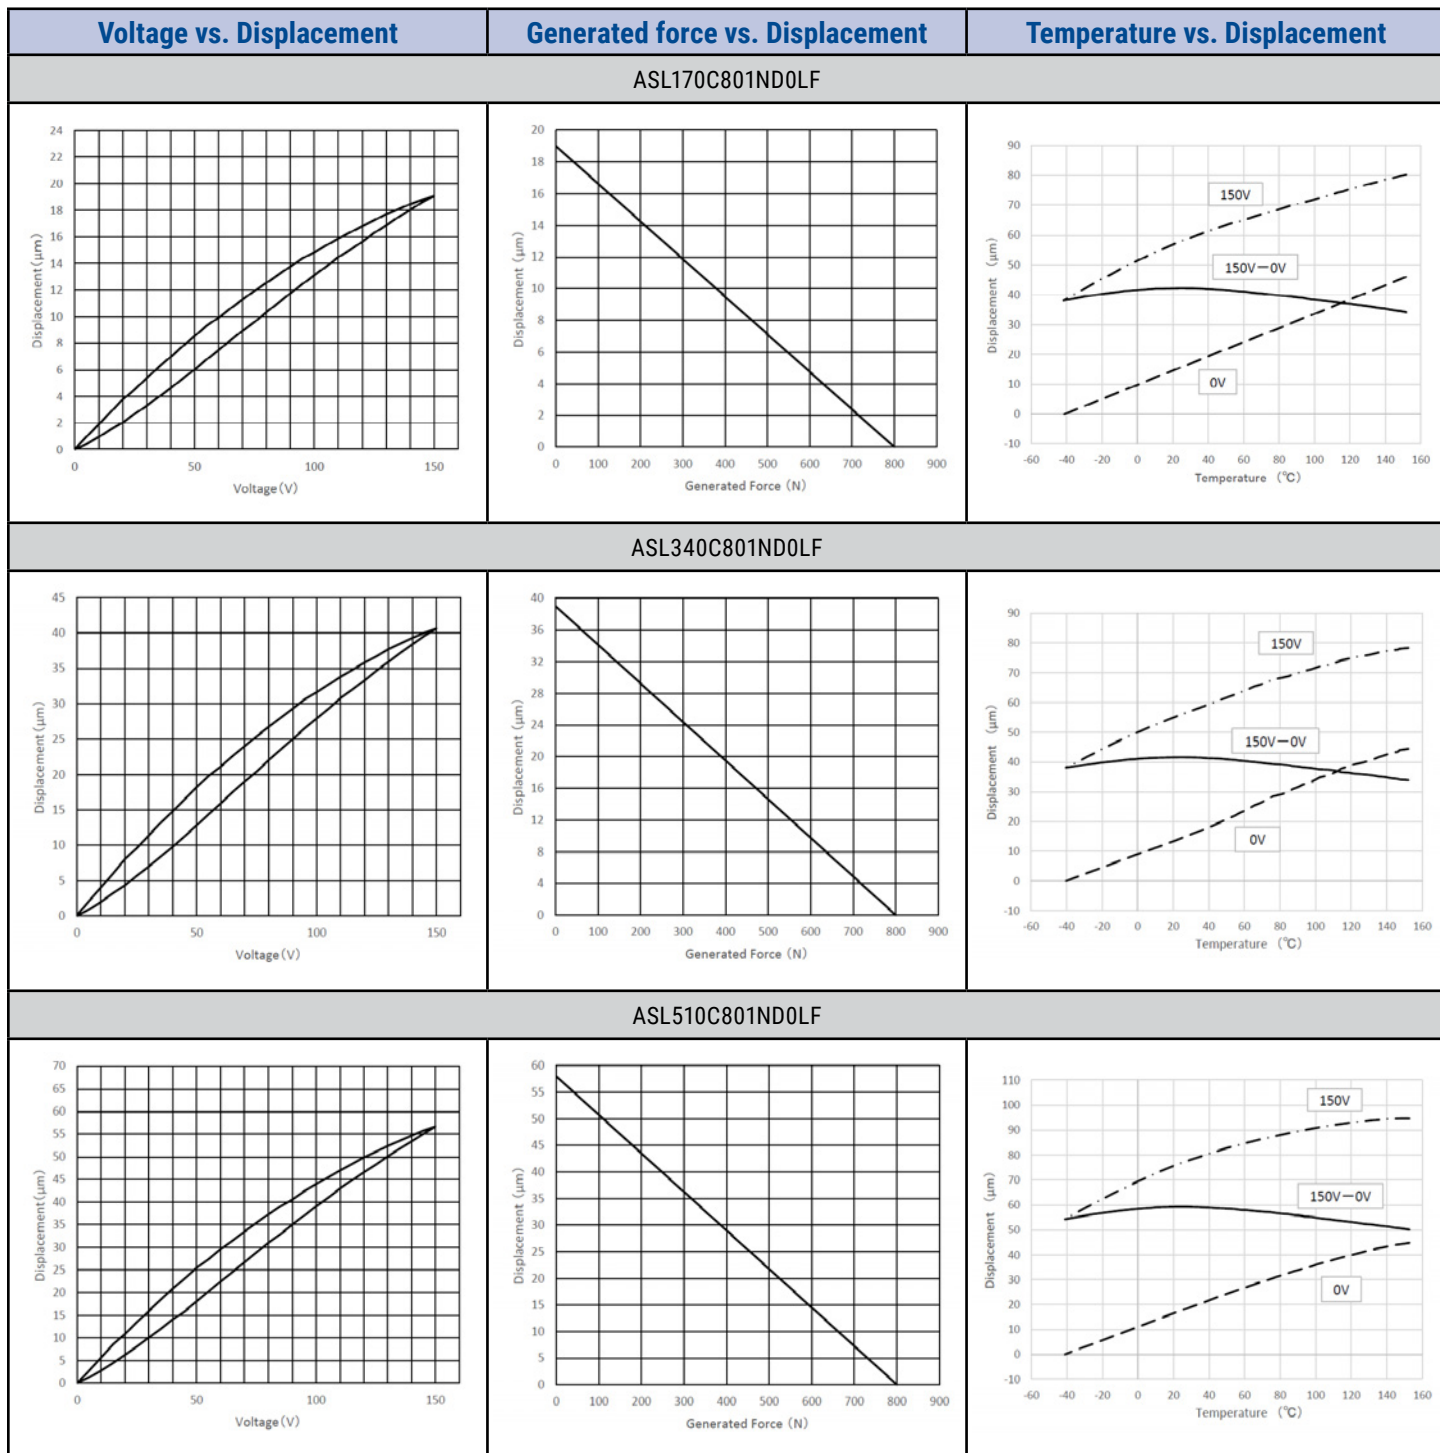 Voltage vs. Displacement
Generated force vs. Displacement
Temperature vs. Displacement
ASL170C801ND0LF
24
22
20
18
16
14
12
10
8
6
4
2
0
Displacement(μm)
0 50 100 150
Voltage(V)
20
18
16
14
12
10
8
6
4
2
0
Displacement (μm)
0 100 200 300 400 500 600 700 800 900
Generated Force (N)
90
80
70
60
50
40
30
20
10
0
-10
Displacement (μm)
150V
150V－0V
0V
-60 -40 -20 0 20 40 60 80 100 120 140 160
Temperature (℃)
ASL340C801ND0LF
45
40
35
30
25
20
15
10
5
0
Displacement(μm)
0 50 100 150
Voltage(V)
40
36
32
28
24
20
16
12
8
4
0
Displacement (μm)
0 100 200 300 400 500 600 700 800 900
Generated Force (N)
90
80
70
60
50
40
30
20
10
0
-10
Displacement (μm)
150V
150V－0V
0V
-60 -40 -20 0 20 40 60 80 100 120 140 160
Temperature (℃)
ASL510C801ND0LF
70
65
60
55
50
45
40
35
30
25
20
15
10
5
0
Displacement(μm)
0 50 100 150
Voltage(V)
60
55
50
45
40
35
30
25
20
15
10
5
0
Displacement (μm)
0 100 200 300 400 500 600 700 800 900
Generated Force (N)
110
100
90
80
70
60
50
40
30
20
10
0
-10
Displacement (μm)
150V
150V－0V
0V
-60 -40 -20 0 20 40 60 80 100 120 140 160
Temperature (℃)